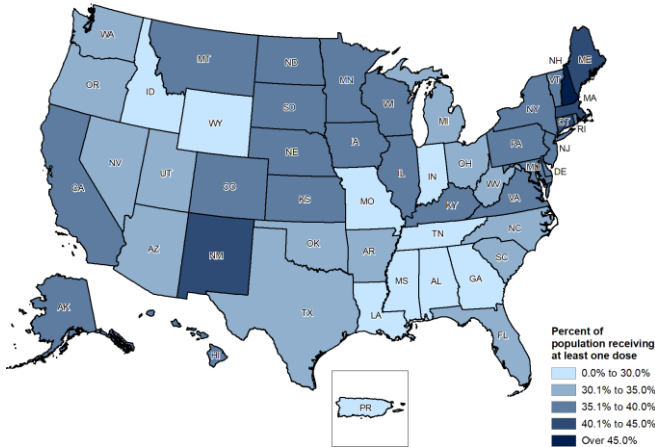 WA
MT
ND
MN
ME
NH
VT
OR
ID
WY
SD
WI
MI
NY
MA
CT
RI
NV
UT
CO
NE
IA
IL
IN
OH
PA
NJ
MD
DE
CA
KS
MO
KY
WV
VA
AZ
NM
OK
AR
TN
NC
SC
TX
LA
MS
AL
GA
FL
AK
HI
PR
Percent of
population receiving
at least one dose
0.0% to 30.0%
30.1% to 35.0%
35.1% to 40.0%
40.1% to 45.0%
Over 45.0%